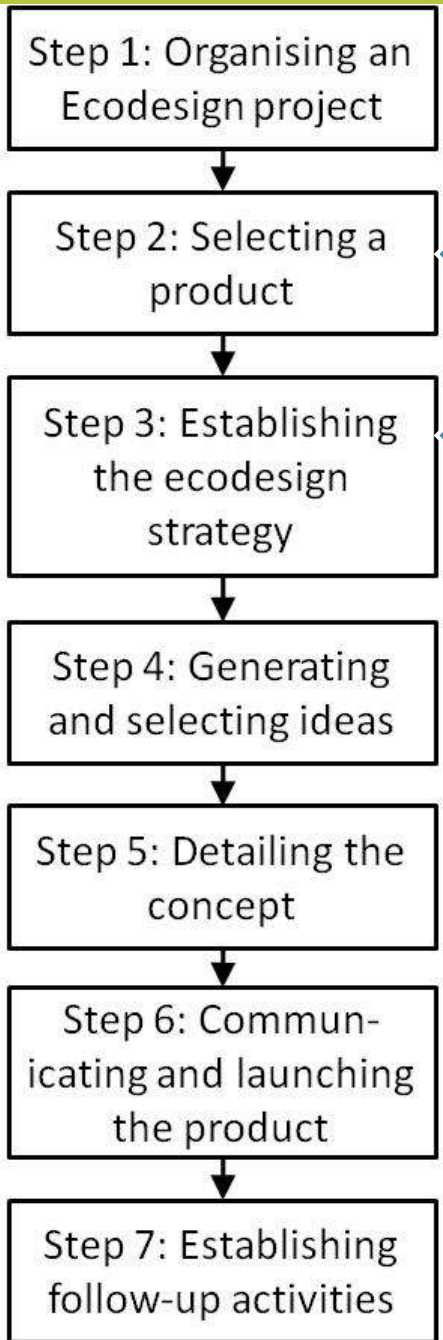 Step 1: Organising an
Ecodesign project
Step 2: Selecting a
product
Step 3: Establishing
the ecodesign
strategy
Step 4: Generating
and selecting ideas
Step 5: Detailing the
concept
Step 6: Commun-
icating and launching
the product
Step 7: Establishing
follow-up activities